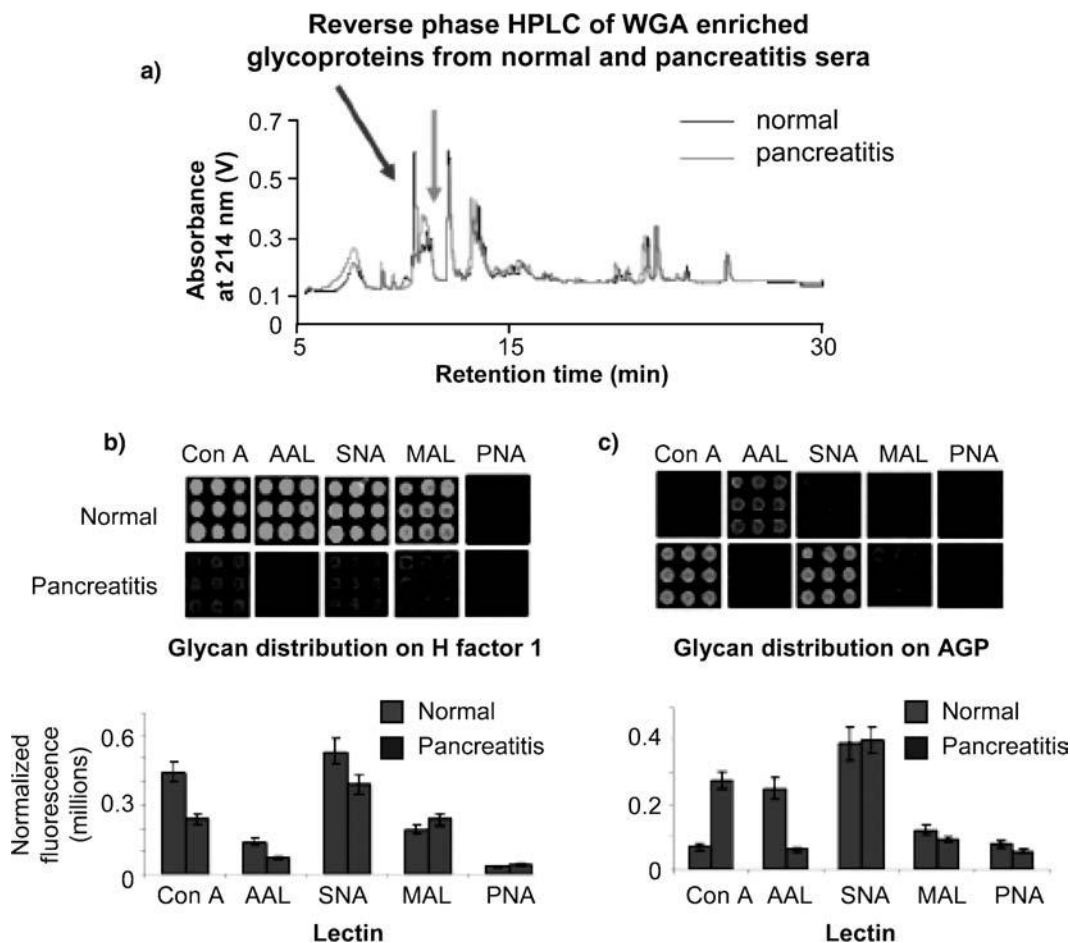 Reverse phase HPLC of WGA enriched
glycoproteins from normal and pancreatitis sera
a)
normal
pancreatitis
Absorbance
at 214 nm (V)
0.7
0.5
0.3
0.1
0
5
15
30
Retention time (min)
b)
Con A AAL SNA MAL PNA
Normal
Pancreatitis
Glycan distribution on H factor 1
Normalized
fluorescence
(millions)
0.6
0.3
0
Normal
Pancreatitis
Con A AAL SNA MAL PNA
Lectin
c)
Con A AAL SNA MAL PNA
Glycan distribution on AGP
0.4
0.2
0
Normal
Pancreatitis
Con A AAL SNA MAL PNA
Lectin